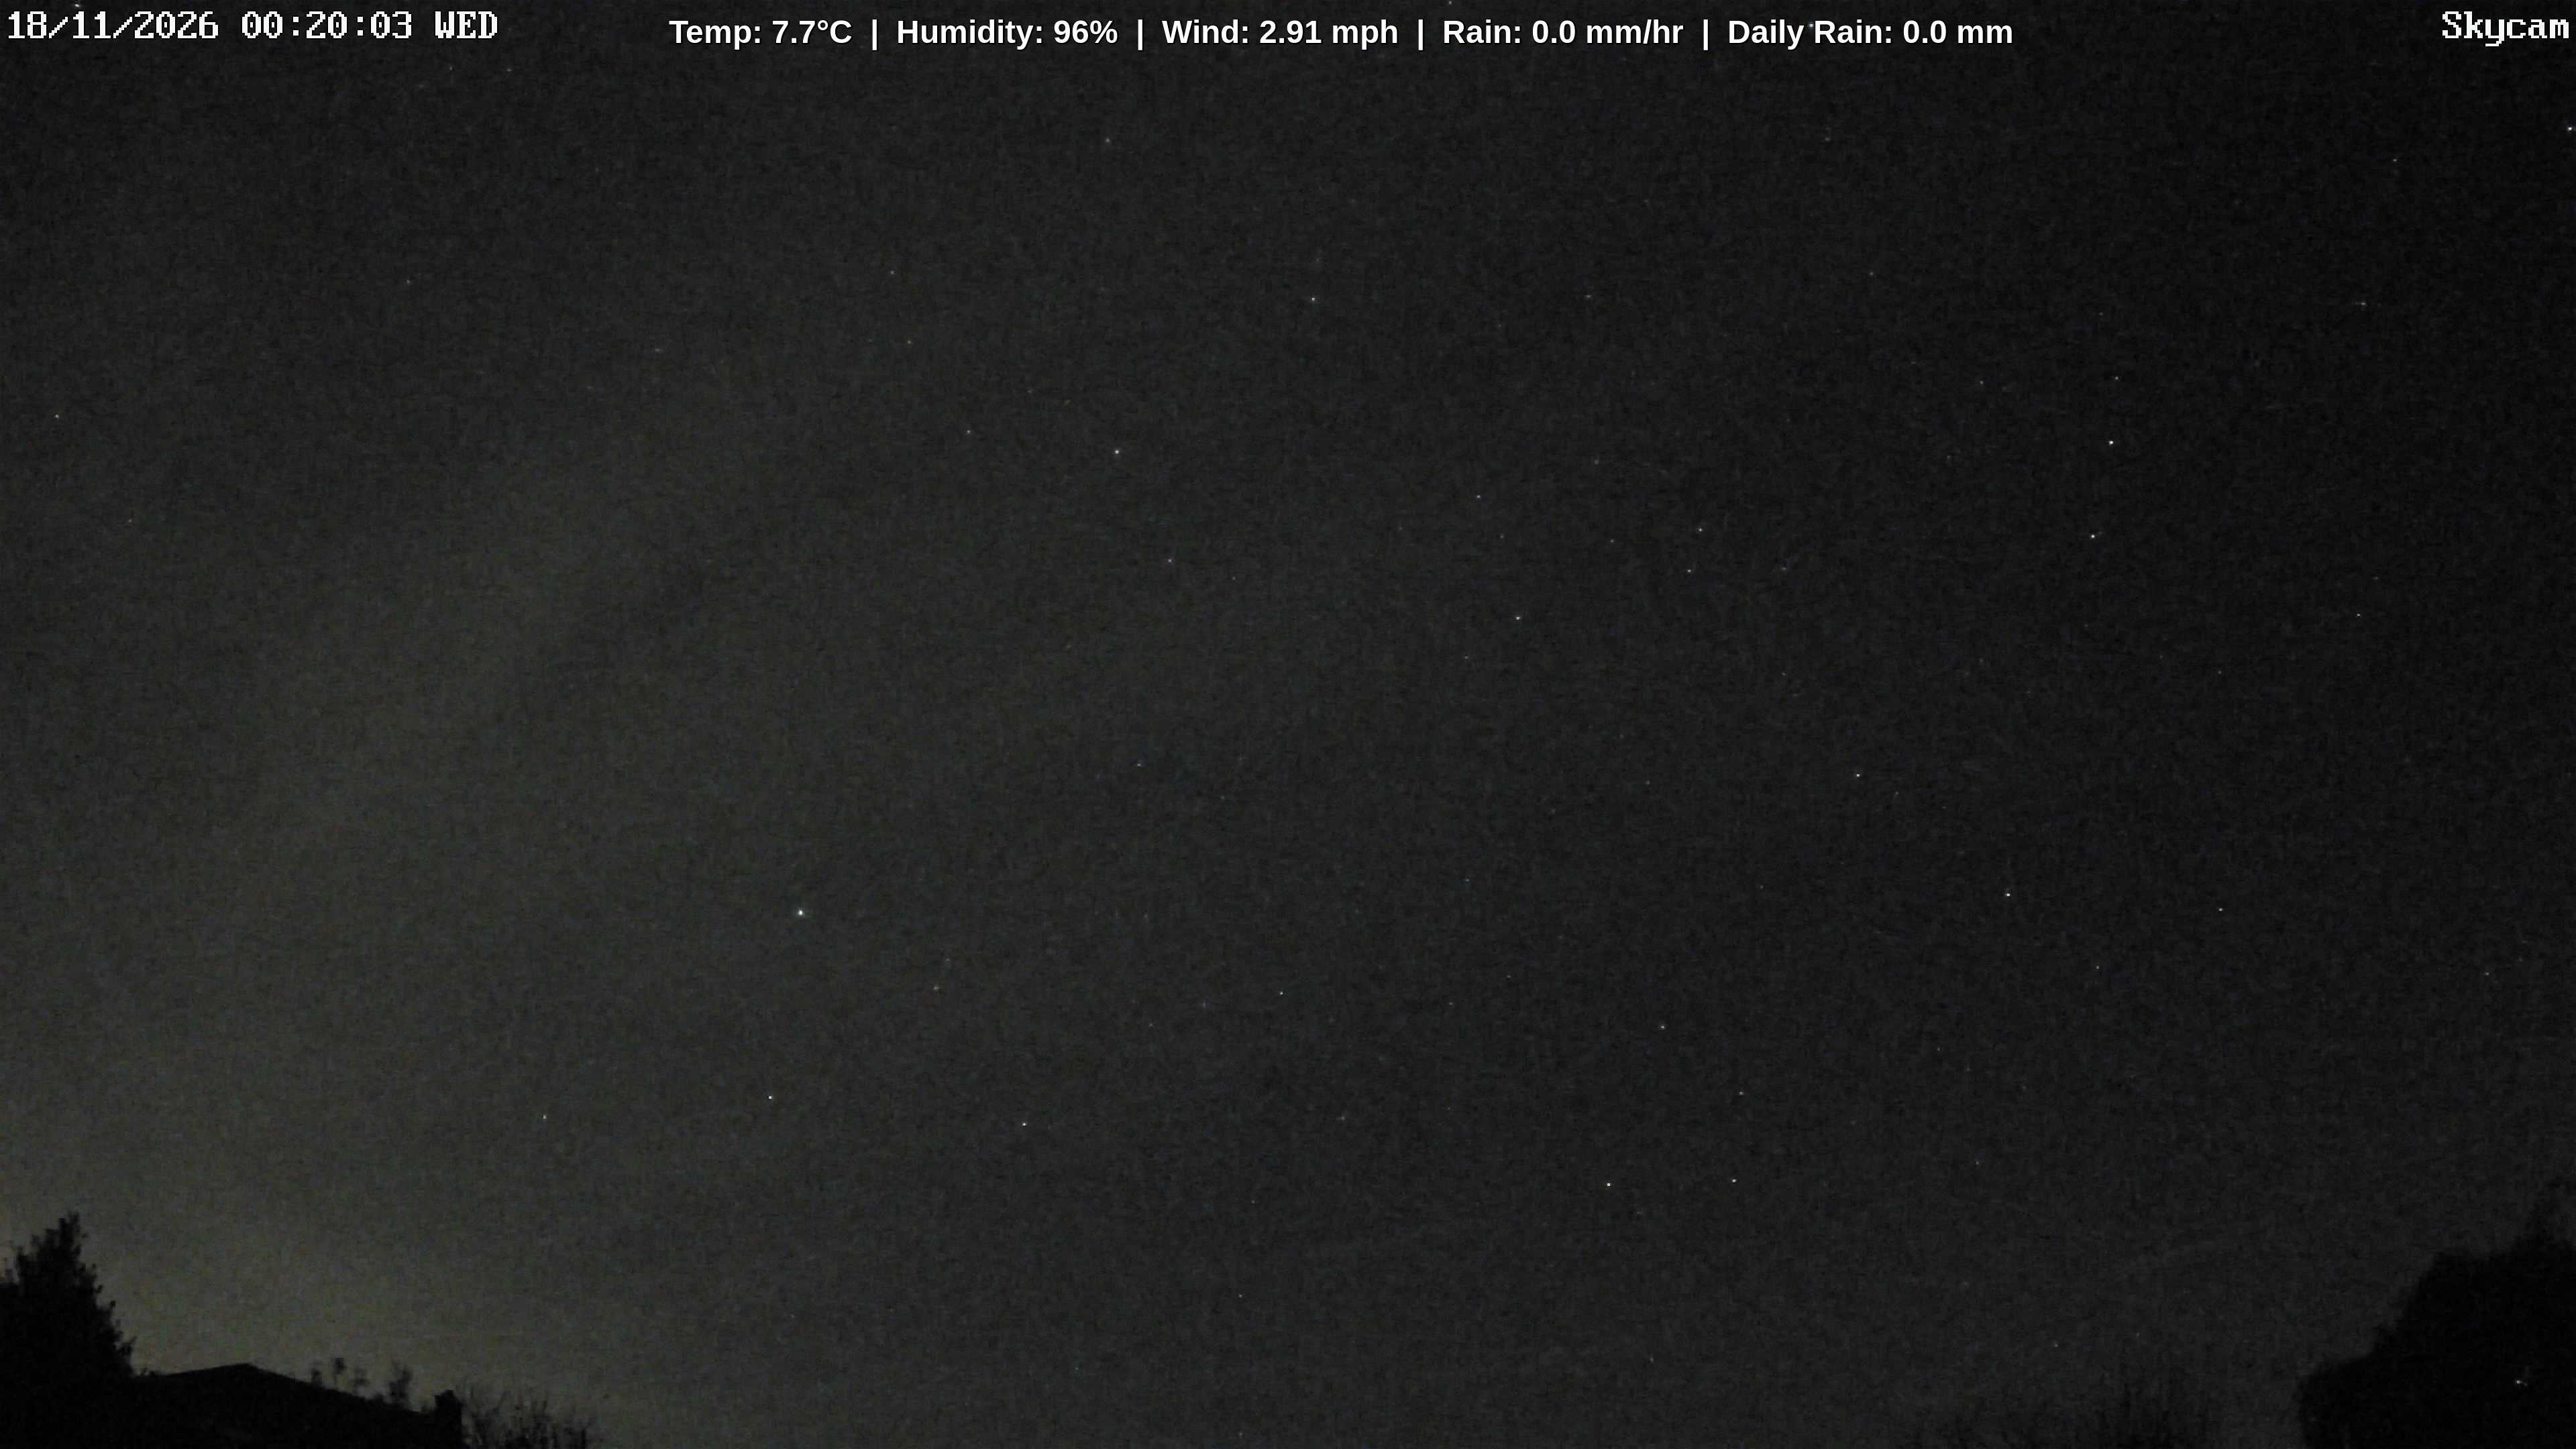 18/11/2026 00:20:03 WED
Temp: 7.7°C | Humidity: 96% | Wind: 2.91 mph | Rain: 0.0 mm/hr | Daily Rain: 0.0 mm
Skycam